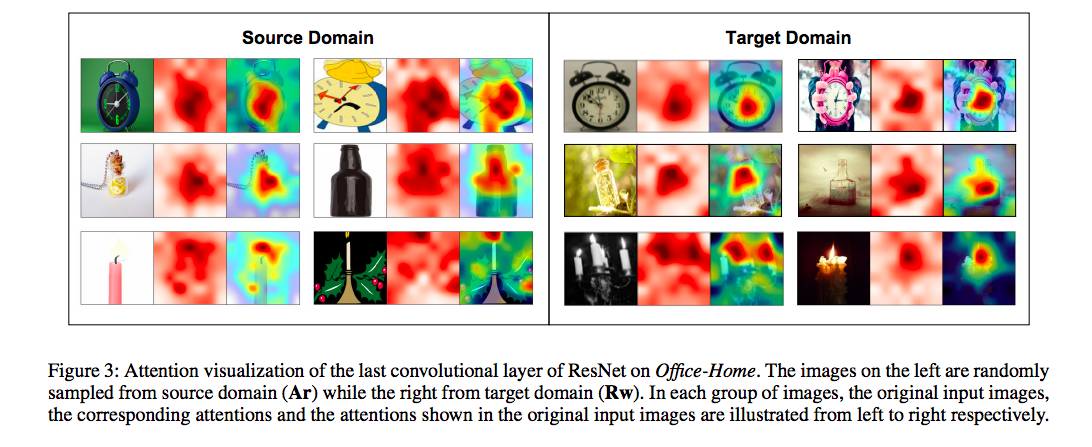 Source Domain
Target Domain
Figure 3: Attention visualization of the last convolutional layer of ResNet on Office-Home. The images on the left are randomly
sampled from source domain (Ar) while the right from target domain (Rw). In each group of images, the original input images,
the corresponding attentions and the attentions shown in the original input images are illustrated from left to right respectively.